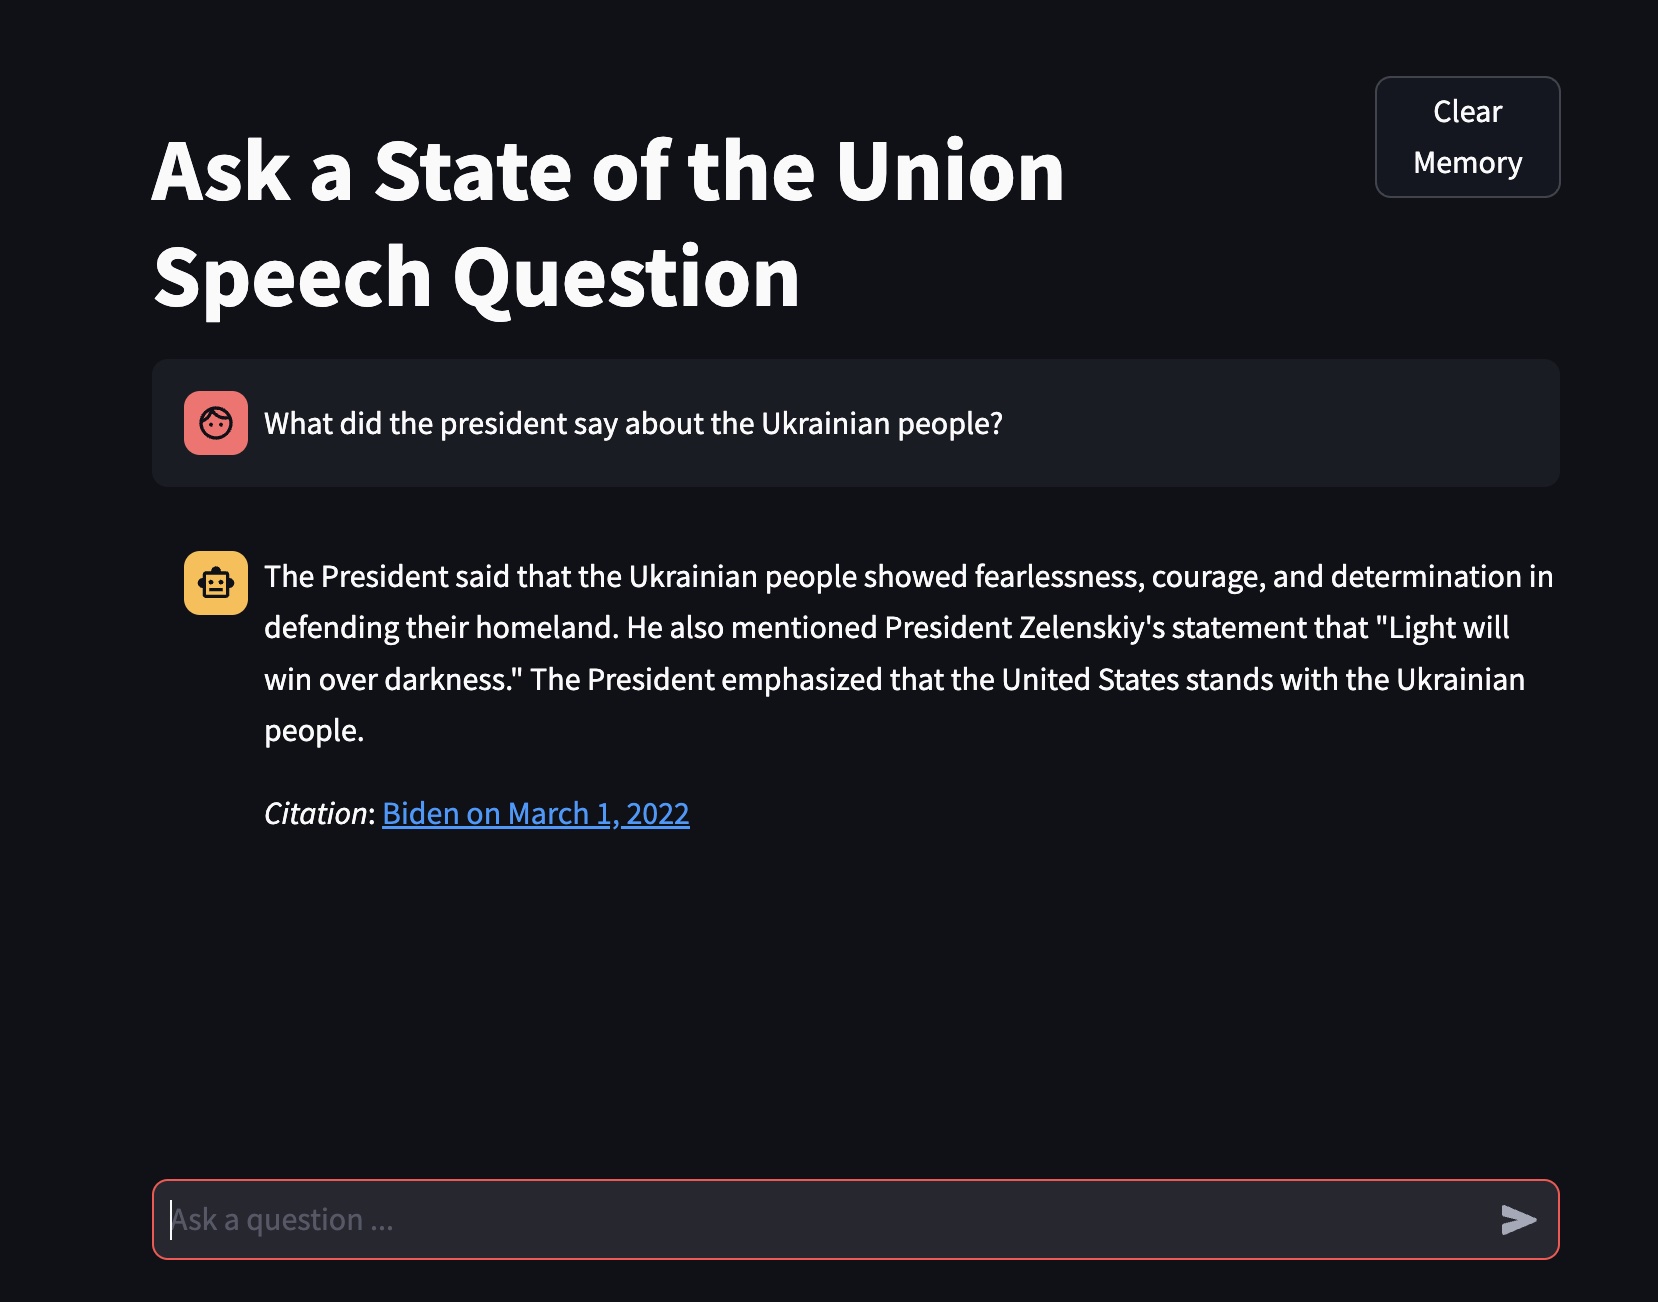 Clear
Memory
Ask a State of the Union
Speech Question
What did the president say about the Ukrainian people?
The President said that the Ukrainian people showed fearlessness, courage, and determination in
defending their homeland. He also mentioned President Zelenskiy's statement that "Light will
win over darkness." The President emphasized that the United States stands with the Ukrainian
people.
Citation: Biden on March 1, 2022
Ask a question ...